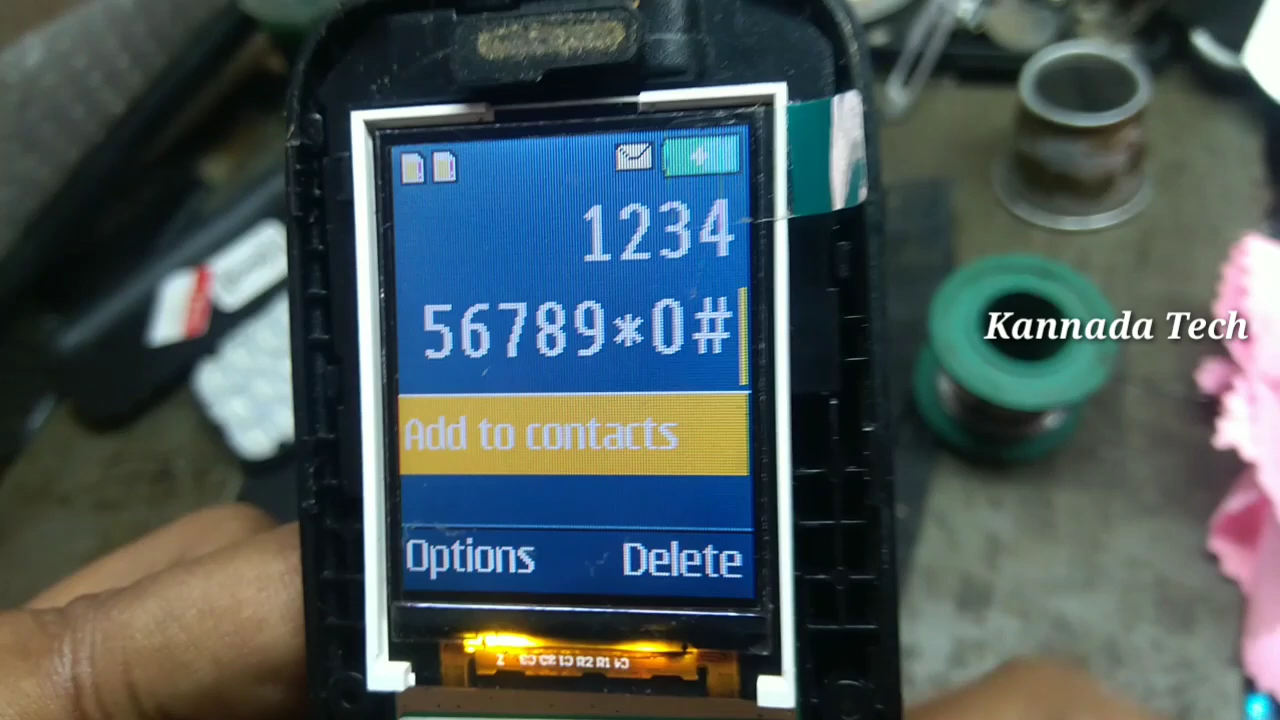 1234
56789*0#
Add to contacts
Options Delete
Kannada Tech